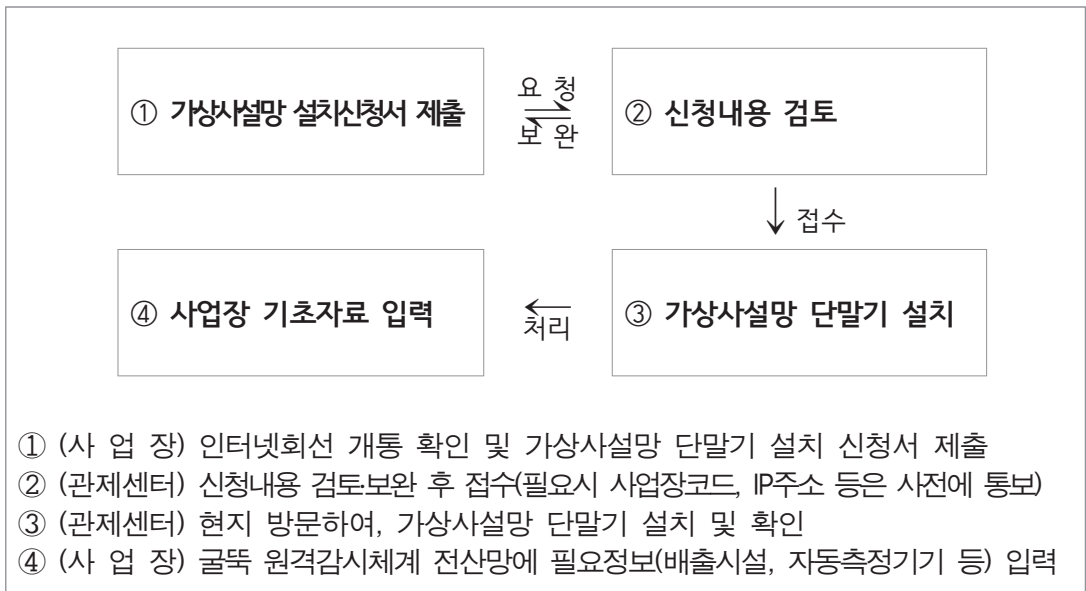 ① 가상사설망 설치신청서 제출
요 청
보 완
② 신청내용 검토
접수
④ 사업장 기초자료 입력
처리
③ 가상사설망 단말기 설치
① (사 업 장) 인터넷회선 개통 확인 및 가상사설망 단말기 설치 신청서 제출
② (관제센터) 신청내용 검토·보완 후 접수(필요시 사업장코드, IP주소 등은 사전에 통보)
③ (관제센터) 현지 방문하여, 가상사설망 단말기 설치 및 확인
④ (사 업 장) 굴뚝 원격감시체계 전산망에 필요정보(배출시설, 자동측정기기 등) 입력